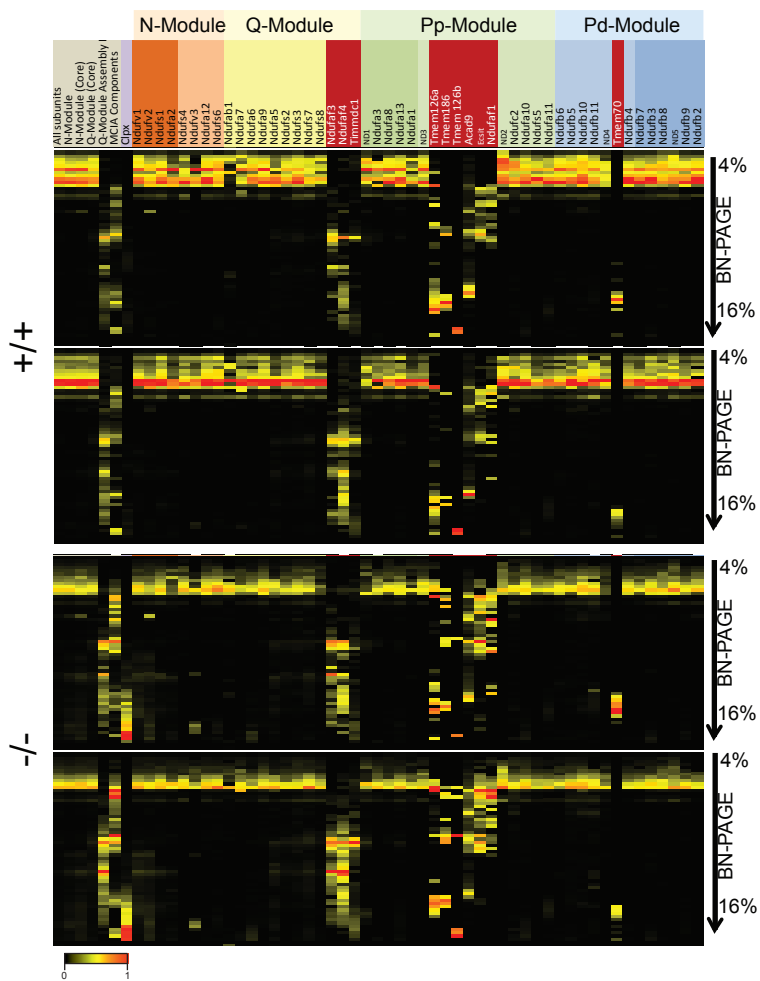 N-Module Q-Module Pp-Module Pd-Module
All subunits
N-Module
N-Module (Core)
Q-Module (Core)
Q-Module Assembly I
MCIA Components
Clpx
Ndufv1
Ndufv2
Ndufs1
Ndufa2
Ndufs4
Ndufv3
Ndufa12
Ndufs6
Ndufab1
Ndufa7
Ndufa6
Ndufa9
Ndufa5
Ndufs2
Ndufs3
Ndufs7
Ndufs8
Ndufaf3
Ndufaf4
Timmdc1
ND1
Ndufa3
Ndufa8
Ndufa13
Ndufa1
ND3
Tmem126a
Tmem186
Tmem 126b
Acad9
Ecsit
Ndufaf1
ND2
Ndufc2
Ndufa10
Ndufs5
Ndufa11
Ndufb6
Ndufb5
Ndufb10
Ndufb11
ND4
Tmem70
Ndufb4
Ndufb7
Ndufb3
Ndufb8
ND5
Ndufb9
Ndufb2
+/+
4%
BN-PAGE
16%
4%
BN-PAGE
16%
-/-
4%
BN-PAGE
16%
4%
BN-PAGE
16%
0 1